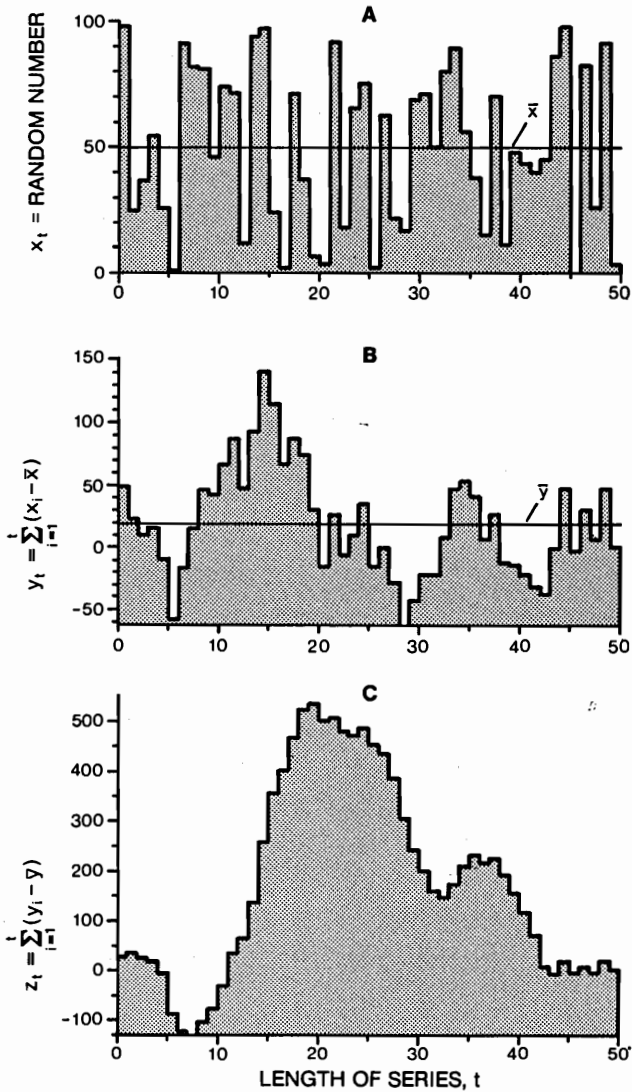 A
x_t = RANDOM NUMBER
100
50
0
x̄
0 10 20 30 40 50
B
y_t = Σ_{i=1}^{t} (x_i - x̄)
150
100
50
0
-50
ȳ
0 10 20 30 40 50
C
z_t = Σ_{i=1}^{t} (y_i - ȳ)
500
400
300
200
100
0
-100
0 10 20 30 40 50
LENGTH OF SERIES, t